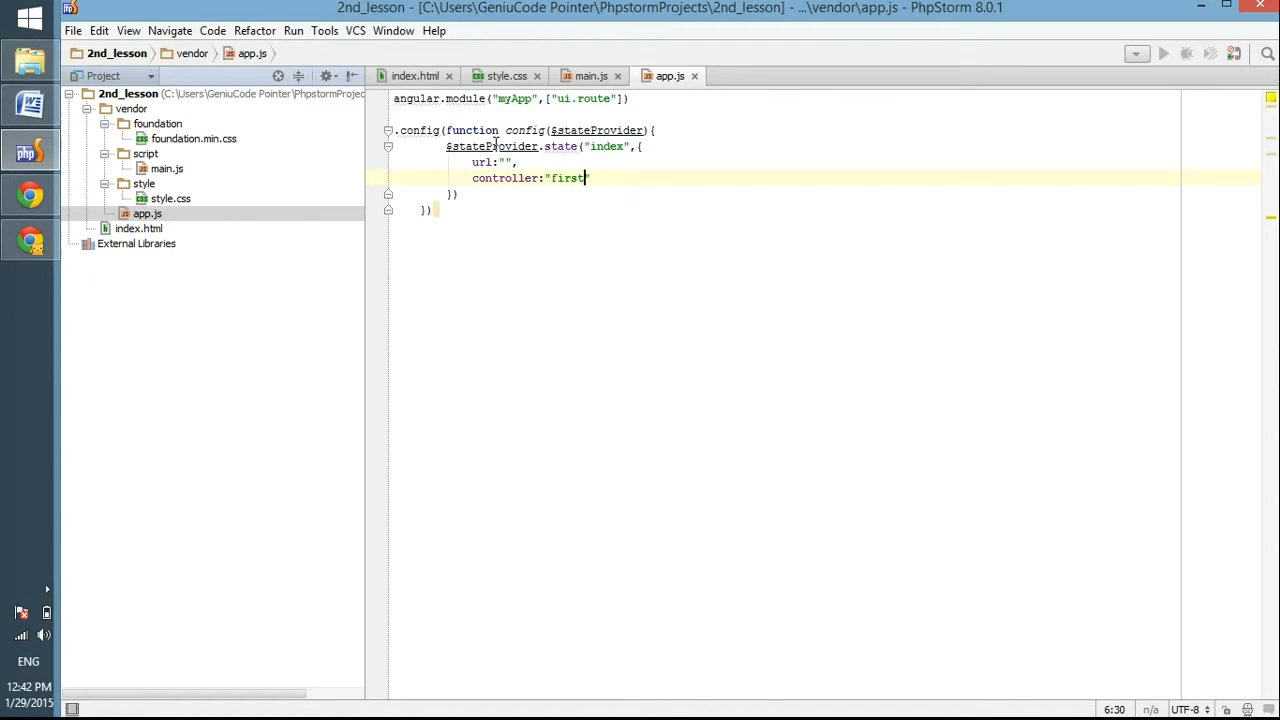 2nd_lesson - [C:\Users\GeniuCode Pointer\PhpstormProjects\2nd_lesson] - ...\vendor\app.js - PhpStorm 8.0.1
File Edit View Navigate Code Refactor Run Tools VCS Window Help
2nd_lesson vendor app.js
Project
index.html style.css main.js app.js
2nd_lesson (C:\Users\GeniuCode Pointer\PhpstormProjec
vendor
foundation
foundation.min.css
script
main.js
style
style.css
app.js
index.html
External Libraries
angular.module("myApp",["ui.route"])
.config(function config($stateProvider){
$stateProvider.state("index",{
url:"",
controller:"first"
})
})
ENG
12:42 PM
1/29/2015
6:30 n/a UTF-8